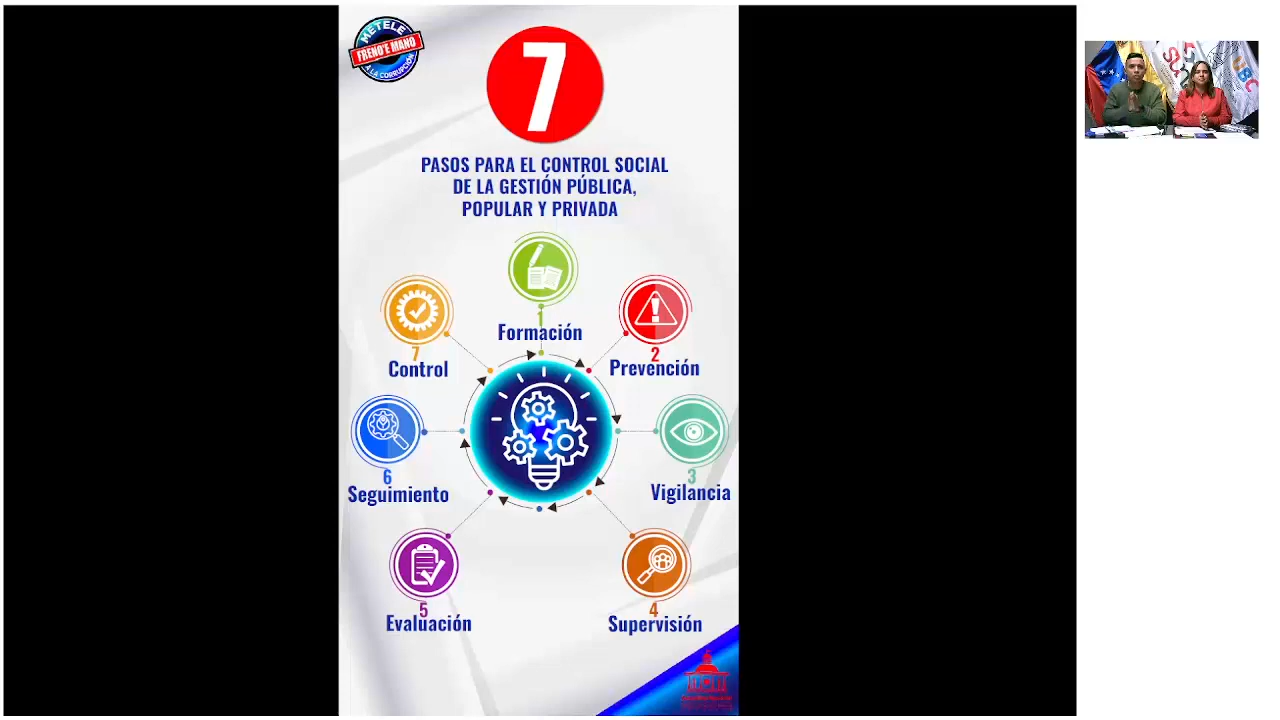 METELE
FRENO'E MANO
A LA CORRUPCIÓN
7
PASOS PARA EL CONTROL SOCIAL
DE LA GESTIÓN PÚBLICA,
POPULAR Y PRIVADA
1
Formación
2
Prevención
3
Vigilancia
4
Supervisión
5
Evaluación
6
Seguimiento
7
Control
UBC